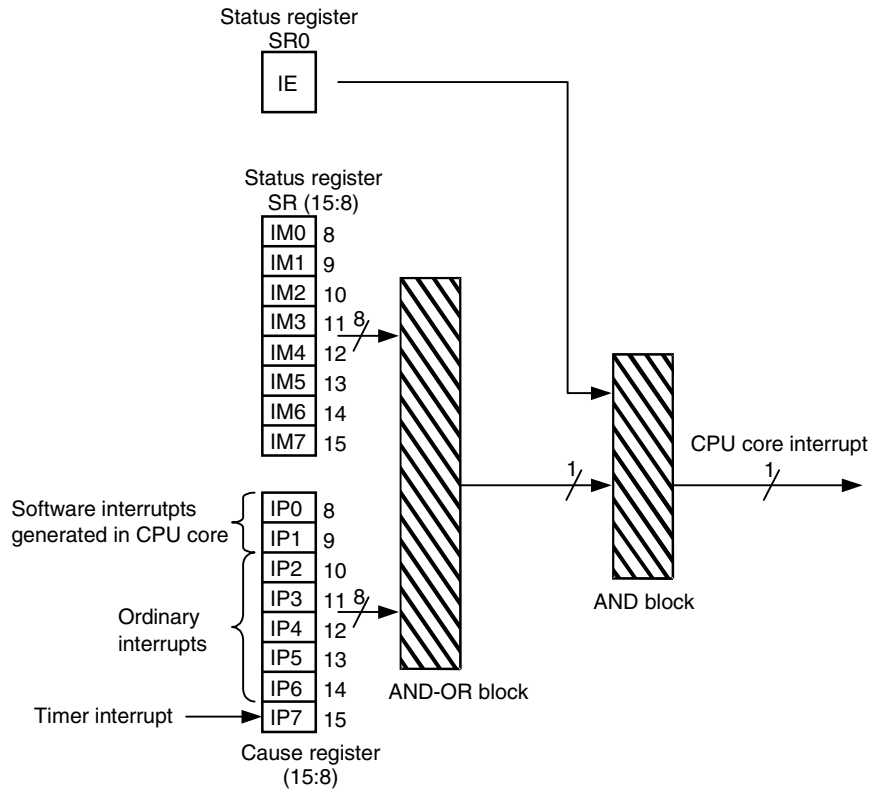 Status register
SR0
IE
Status register
SR (15:8)
IM0 8
IM1 9
IM2 10
IM3 11 8
IM4 12
IM5 13
IM6 14
IM7 15
1
CPU core interrupt
1
Software interrutpts
generated in CPU core
IP0 8
IP1 9
IP2 10
Ordinary
interrupts
IP3 11 8
IP4 12
IP5 13
IP6 14
Timer interrupt
IP7 15
AND block
AND-OR block
Cause register
(15:8)